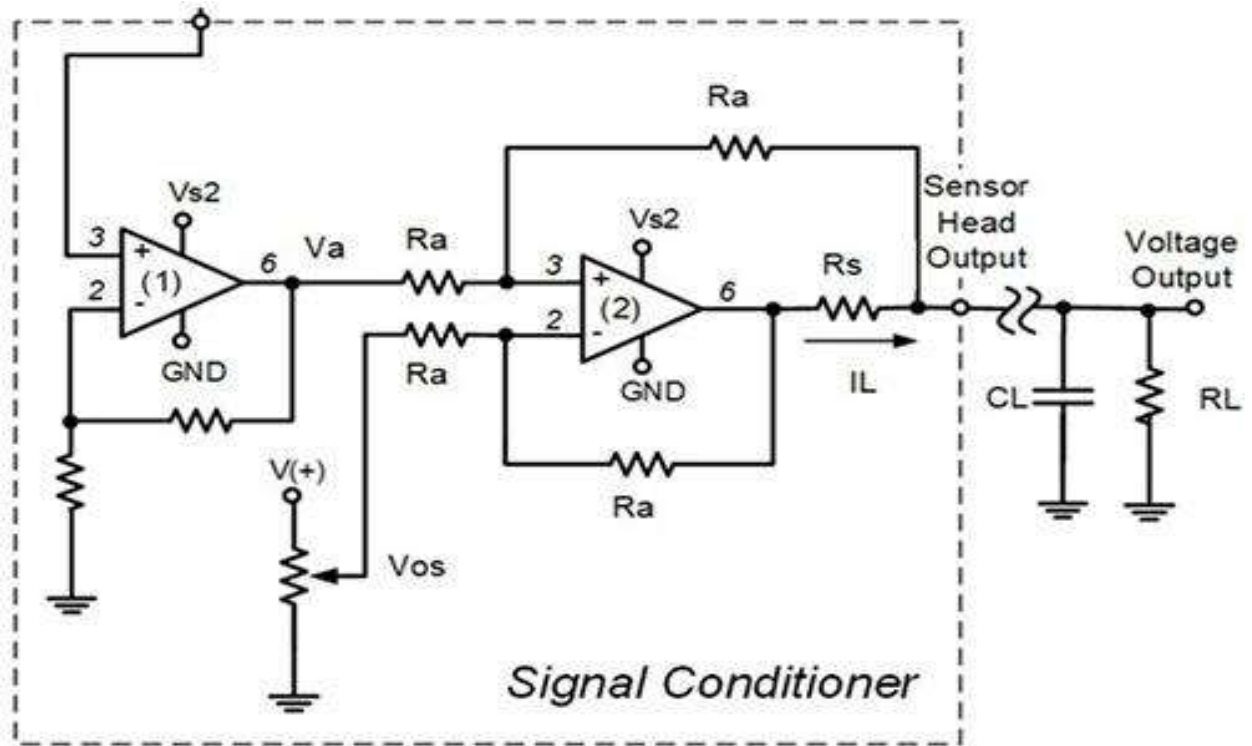 Ra
Vs2
Vs2
Sensor
Head
Output
Voltage
Output
3
+
(1)
6
Va
Ra
3
+
(2)
6
Rs
2
-
GND
Ra
2
-
GND
IL
CL
RL
V(+)
Ra
Vos
Signal Conditioner